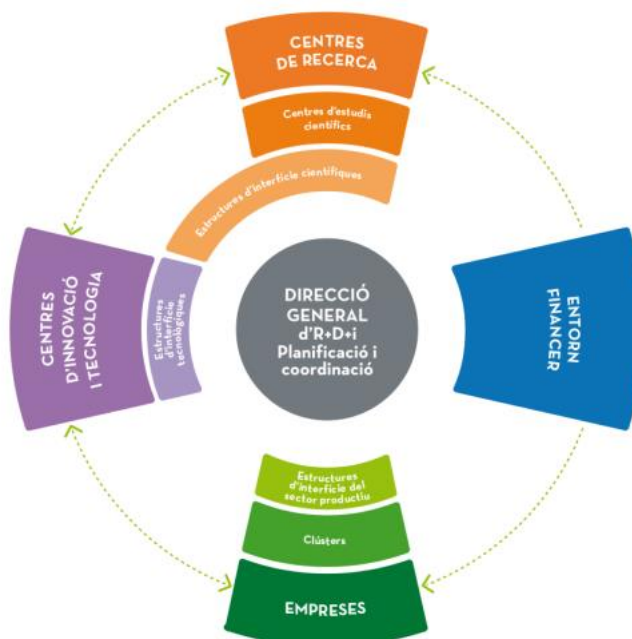 CENTRES
DE RECERCA
Centres d'estudis
científics
Estructures d'interfície científiques
CENTRES
D'INNOVACIÓ
I TECNOLOGIA
Estructures
d'interfície
tecnològiques
DIRECCIÓ
GENERAL
d'R+D+i
Planificació i
coordinació
ENTORN
FINANCER
Estructures
d'interfície del
sector productiu
Clústers
EMPRESES